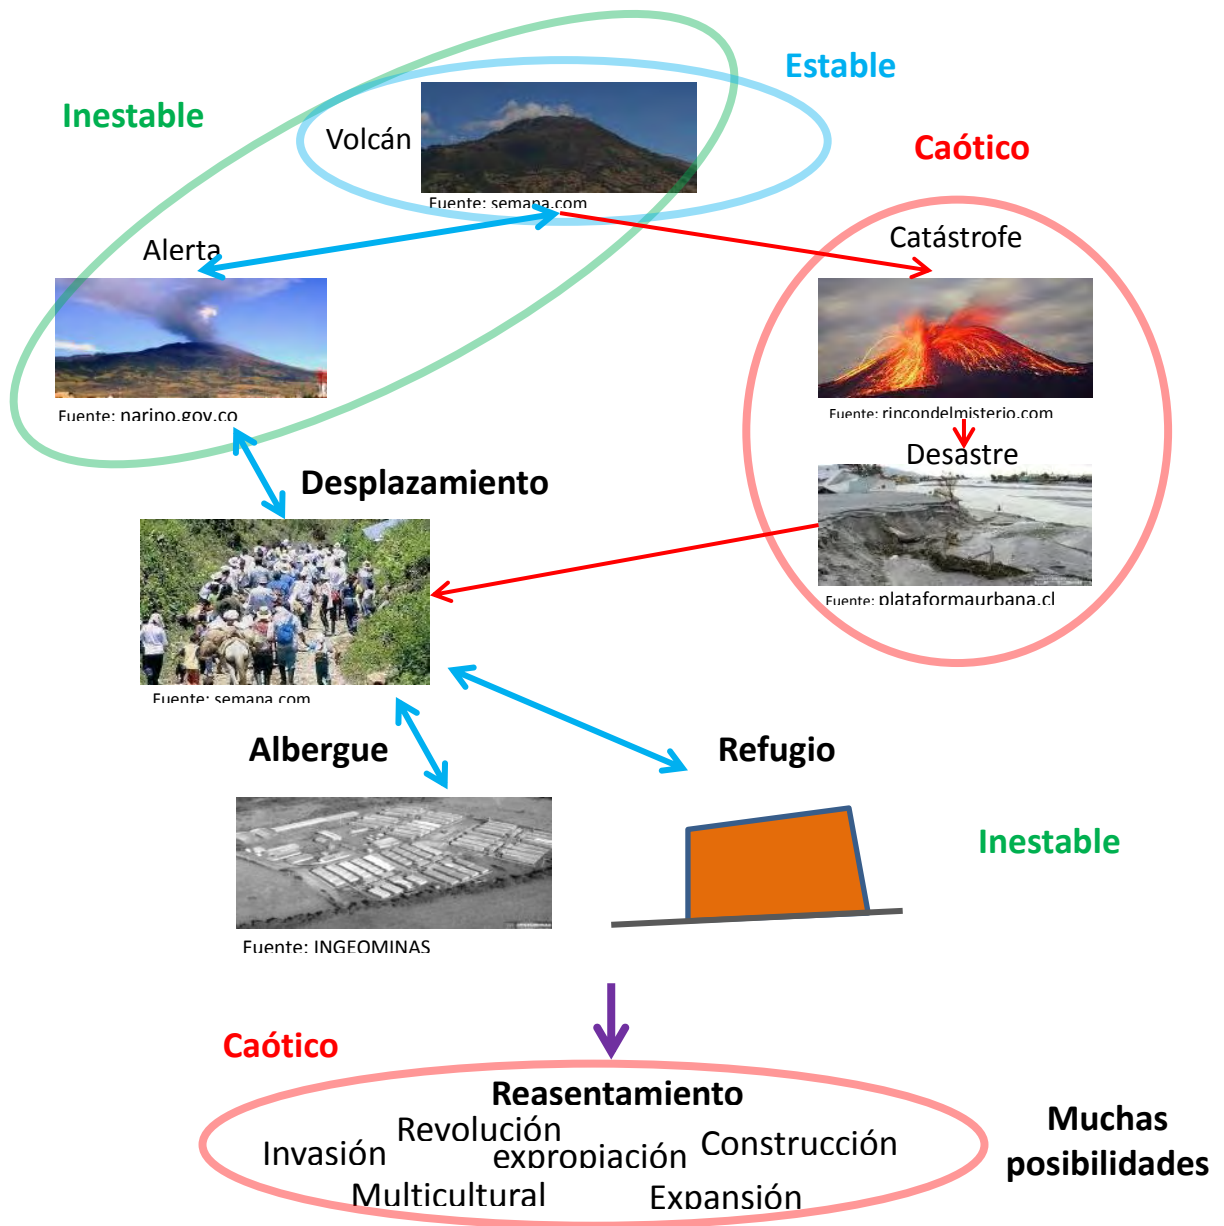 Estable
Inestable
Volcán
Caótico
Fuente: semana.com
Catástrofe
Alerta
Fuente: narino.gov.co
Fuente: rincondelmisterio.com
Desastre
Desplazamiento
Fuente: plataformaurbana.cl
Fuente: semana.com
Albergue
Refugio
Inestable
Fuente: INGEOMINAS
Caótico
Reasentamiento
Revolución
Invasión
expropiación
Construcción
Muchas
posibilidades
Multicultural
Expansión